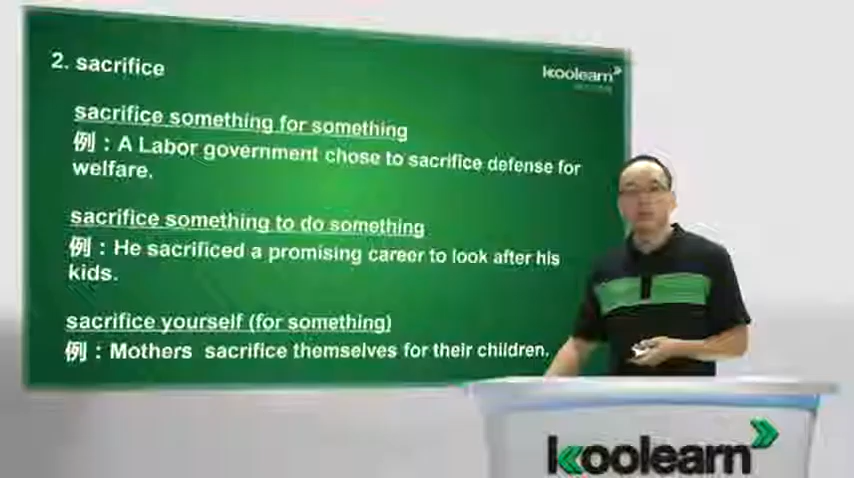 2. sacrifice
koolearn
sacrifice something for something
例：A Labor government chose to sacrifice defense for
welfare.
sacrifice something to do something
例：He sacrificed a promising career to look after his
kids.
sacrifice yourself (for something)
例：Mothers sacrifice themselves for their children.
koolearn